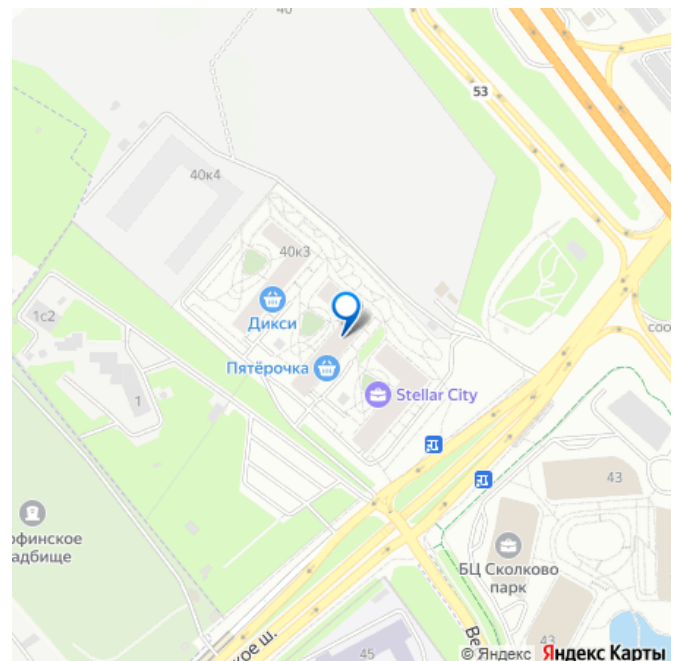 40
53
40к4
40к3
1с2
Дикси
Пятёрочка
Stellar City
1
43
офинское
адбище
БЦ Сколково
парк
соо
кое ш.
45
Ве
43
© Яндекс Яндекс Карты